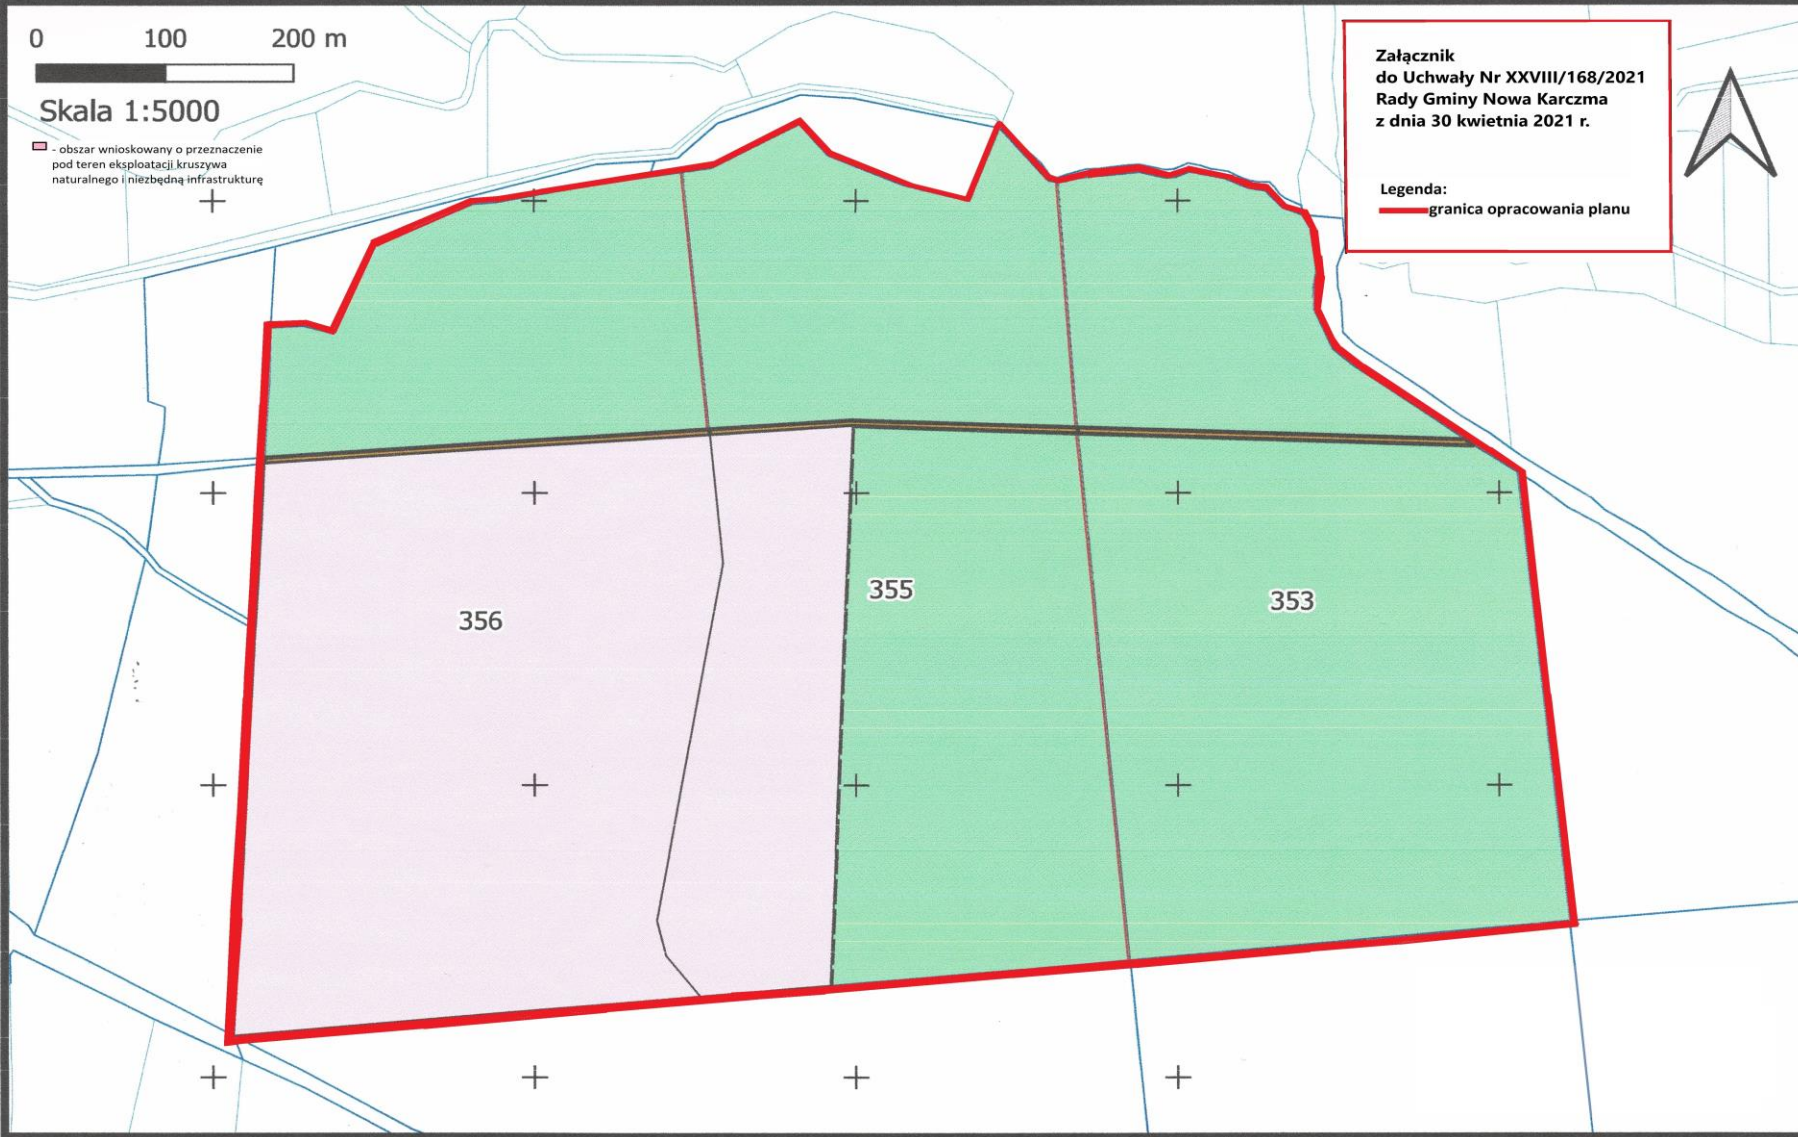 0 100 200 m
Skala 1:5000
- obszar wnioskowany o przeznaczenie
pod teren eksploatacji kruszywa
naturalnego i niezbędną infrastrukturę
Załącznik
do Uchwały Nr XXVIII/168/2021
Rady Gminy Nowa Karczma
z dnia 30 kwietnia 2021 r.
Legenda:
granica opracowania planu
355
353
356